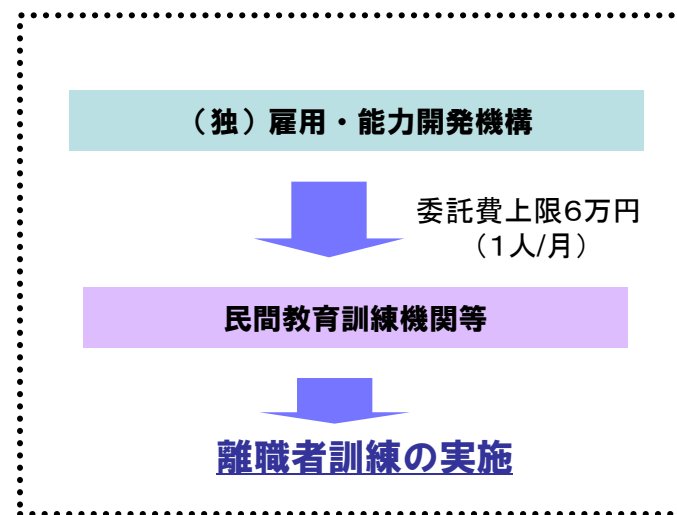 （独）雇用・能力開発機構
委託費上限６万円
（１人/月）
民間教育訓練機関等
離職者訓練の実施